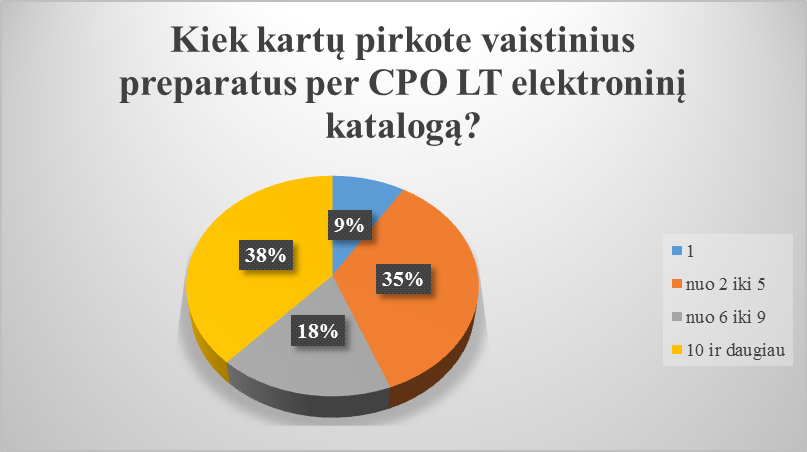 Kiek kartų pirkote vaistinius
preparatus per CPO LT elektroninį
katalogą?
9%
38%
35%
18%
1
nuo 2 iki 5
nuo 6 iki 9
10 ir daugiau